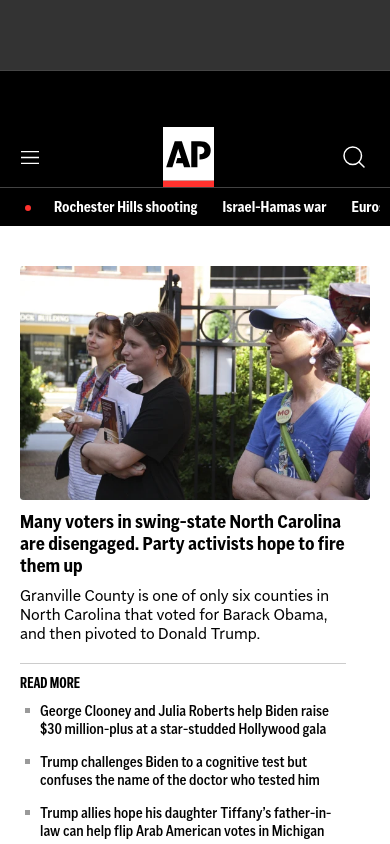 AP
Rochester Hills shooting Israel-Hamas war Euro
OCK BUILDING
MO
Many voters in swing-state North Carolina
are disengaged. Party activists hope to fire
them up
Granville County is one of only six counties in
North Carolina that voted for Barack Obama,
and then pivoted to Donald Trump.
READ MORE
George Clooney and Julia Roberts help Biden raise
$30 million-plus at a star-studded Hollywood gala
Trump challenges Biden to a cognitive test but
confuses the name of the doctor who tested him
Trump allies hope his daughter Tiffany's father-in-
law can help flip Arab American votes in Michigan